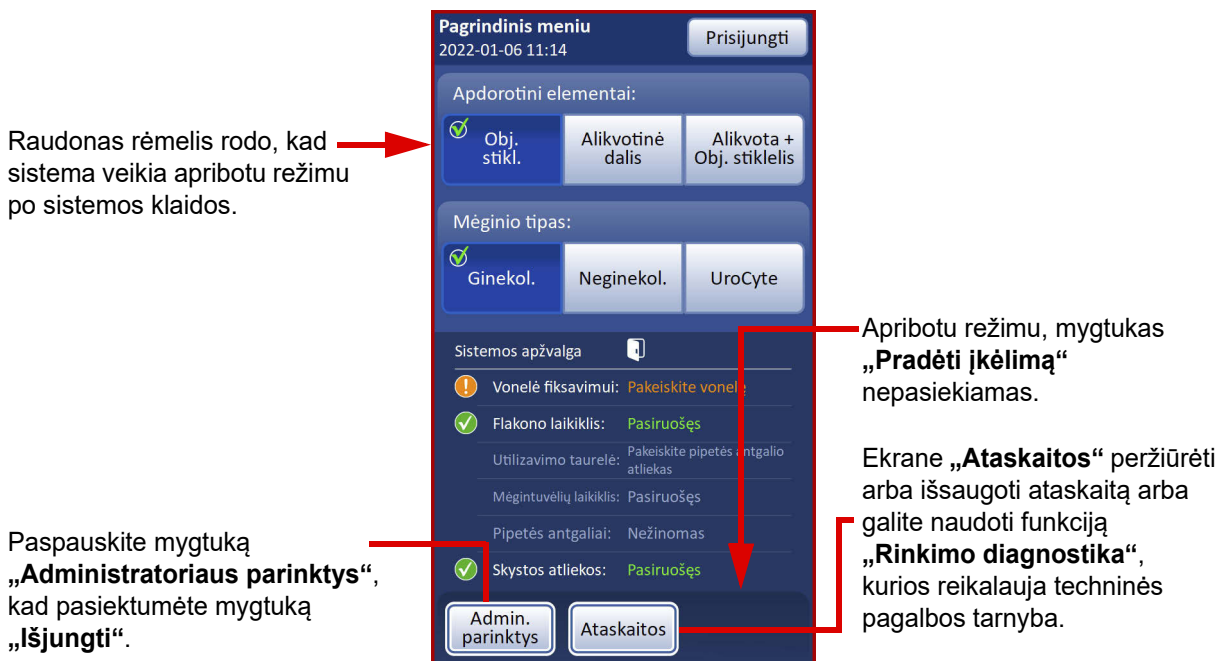 Pagrindinis meniu
2022-01-06 11:14
Prisijungti
Apdorotini elementai:
Obj.
stikl.
Alikvotinė
dalis
Alikvota +
Obj. stiklelis
Mėginio tipas:
Ginekol.
Neginekol.
UroCyte
Sistemos apžvalga
Vonelė fiksavimui: Pakeiskite vonelę
Flakono laikiklis: Pasiruošęs
Utilizavimo taurelė: Pakeiskite pipetės antgalio
atliekas
Mėgintuvėlių laikiklis: Pasiruošęs
Pipetės antgaliai: Nežinomas
Skystos atliekos: Pasiruošęs
Admin.
parinktys
Ataskaitos
Raudonas rėmelis rodo, kad
sistema veikia apribotu režimu
po sistemos klaidos.
Paspauskite mygtuką
„Administratoriaus parinktys“,
kad pasiektumėte mygtuką
„Išjungti“.
Apribotu režimu, mygtukas
„Pradėti įkėlimą“
nepasiekiamas.
Ekrane „Ataskaitos“ peržiūrėti
arba išsaugoti ataskaitą arba
galite naudoti funkciją
„Rinkimo diagnostika“,
kurios reikalauja techninės
pagalbos tarnyba.